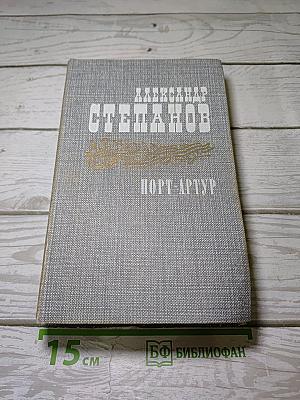 АЛЕКСАНДР
СТЕПАНОВ
ПОРТ-АРТУР
15 см
БФ БИБЛИОФАН